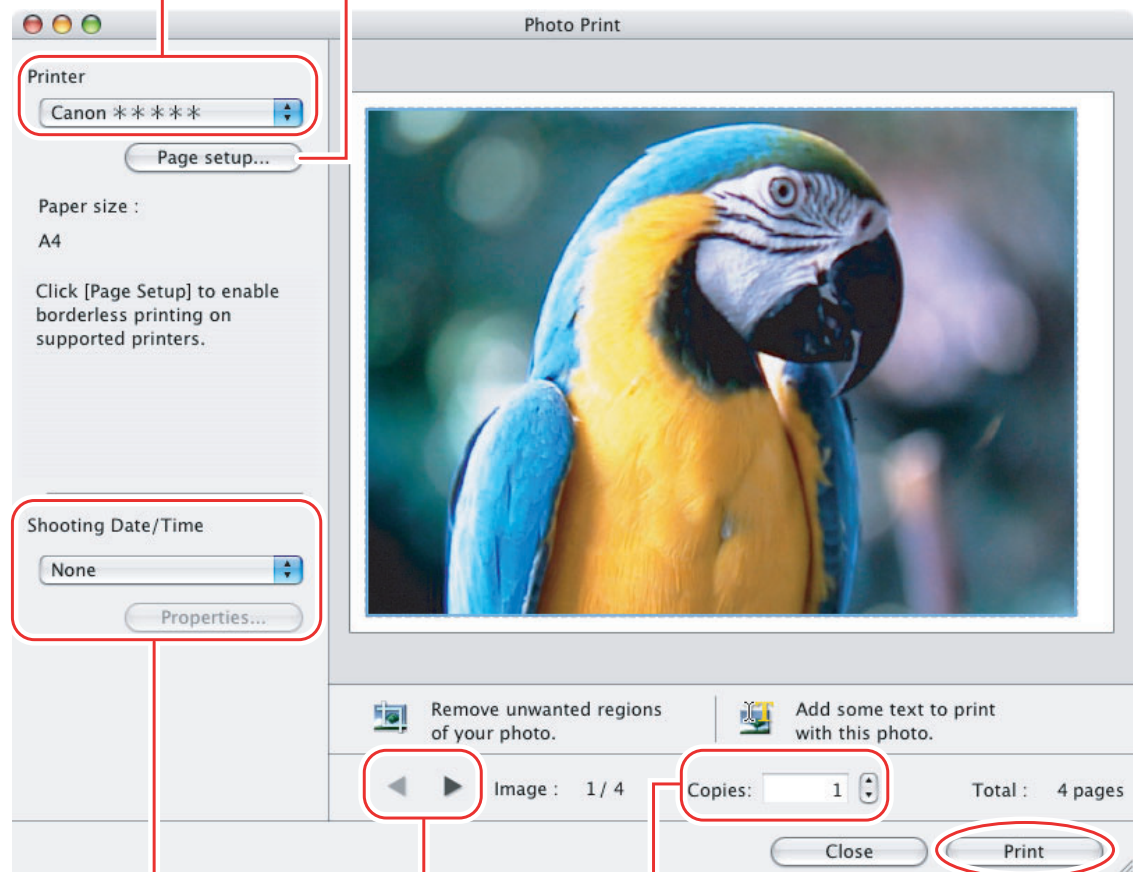 Photo Print
Printer
Canon ＊＊＊＊＊
Page setup...
Paper size :
A4
Click [Page Setup] to enable
borderless printing on
supported printers.
Shooting Date/Time
None
Properties...
Remove unwanted regions
of your photo.
Add some text to print
with this photo.
Image : 1 / 4
Copies: 1
Total : 4 pages
Close
Print